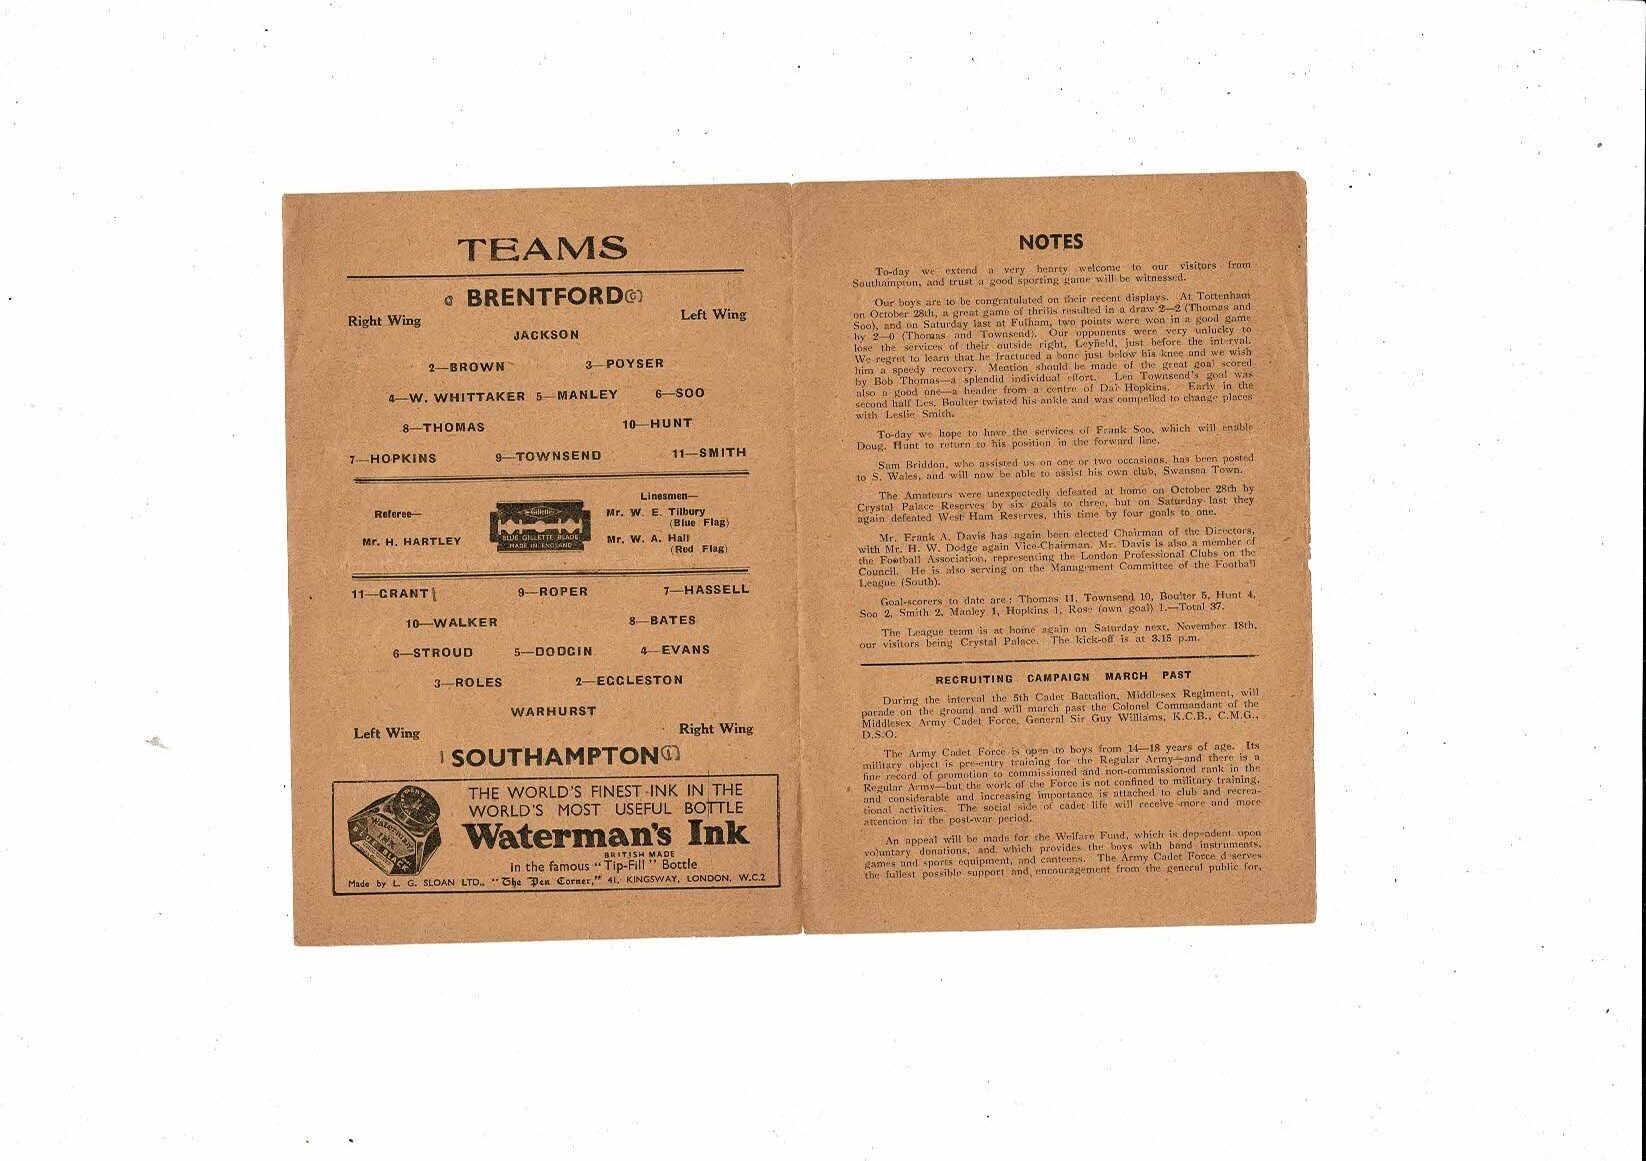 TEAMS
BRENTFORD
Right Wing
Left Wing
JACKSON
2—BROWN 3—POYSER
4—W. WHITTAKER 5—MANLEY 6—SOO
8—THOMAS 10—HUNT
7—HOPKINS 9—TOWNSEND 11—SMITH
Referee—
Mr. H. HARTLEY
Gillette
BLUE GILLETTE BLADE
MADE IN ENGLAND
Linesmen—
Mr. W. E. Tilbury
(Blue Flag)
Mr. W. A. Hall
(Red Flag)
11—GRANT 9—ROPER 7—HASSELL
10—WALKER 8—BATES
6—STROUD 5—DODGIN 4—EVANS
3—ROLES 2—EGGLESTON
WARHURST
Left Wing
Right Wing
1 SOUTHAMPTON (1)
THE WORLD'S FINEST INK IN THE
WORLD'S MOST USEFUL BOTTLE
Waterman's Ink
BRITISH MADE
in the famous "Tip-Fill" Bottle
Made by L. G. SLOAN LTD., "The Pen Corner," 41, KINGSWAY, LONDON, W.C.2
NOTES
To-day we extend a very hearty welcome to our visitors from
Southampton, and trust a good sporting game will be witnessed.
Our boys are to be congratulated on their recent displays. At Tottenham
on October 28th, a great game of thrills resulted in a draw 2—2 (Thomas and
Soo), and on Saturday last at Fulham, two points were won in a good game
by 2—0 (Thomas and Townsend). Our opponents were very unlucky to
lose the services of their outside right, Leyfield, just before the interval.
We regret to learn that he fractured a bone just below his knee and we wish
him a speedy recovery. Mention should be made of the great goal scored
by Bob Thomas—a splendid individual effort. Len Townsend's goal was
also a good one—a header from a centre of Dai Hopkins. Early in the
second half Les. Boulter twisted his ankle and was compelled to change places
with Leslie Smith.
To-day we hope to have the services of Frank Soo, which will enable
Doug. Hunt to return to his position in the forward line.
Sam Briddon, who assisted us on one or two occasions, has been posted
to S. Wales, and will now be able to assist his own club, Swansea Town.
The Amateurs were unexpectedly defeated at home on October 28th by
Crystal Palace Reserves by six goals to three, but on Saturday last they
again defeated West Ham Reserves, this time by four goals to one.
Mr. Frank A. Davis has again been elected Chairman of the Directors,
with Mr. H. W. Dodge again Vice-Chairman. Mr. Davis is also a member of
the Football Association, representing the London Professional Clubs on the
Council. He is also serving on the Management Committee of the Football
League (South).
Goal-scorers to date are: Thomas 11, Townsend 10, Boulter 5, Hunt 4,
Soo 2, Smith 2, Manley 1, Hopkins 1, Rose (own goal) 1.—Total 37.
The League team is at home again on Saturday next, November 18th,
our visitors being Crystal Palace. The kick-off is at 3.15 p.m.
RECRUITING CAMPAIGN MARCH PAST
During the interval the 5th Cadet Battalion, Middlesex Regiment, will
parade on the ground and will march past the Colonel Commandant of the
Middlesex Army Cadet Force, General Sir Guy Williams, K.C.B., C.M.G.,
D.S.O.
The Army Cadet Force is open to boys from 14—18 years of age. Its
military object is pre-entry training for the Regular Army—and there is a
fine record of promotion to commissioned and non-commissioned rank in the
Regular Army—but the work of the Force is not confined to military training,
and considerable and increasing importance is attached to club and recrea-
tional activities. The social side of cadet life will receive more and more
attention in the post-war period.
An appeal will be made for the Welfare Fund, which is dependent upon
voluntary donations, and which provides the boys with band instruments,
games and sports equipment, and canteens. The Army Cadet Force d serves
the fullest possible support and encouragement from the general public for,